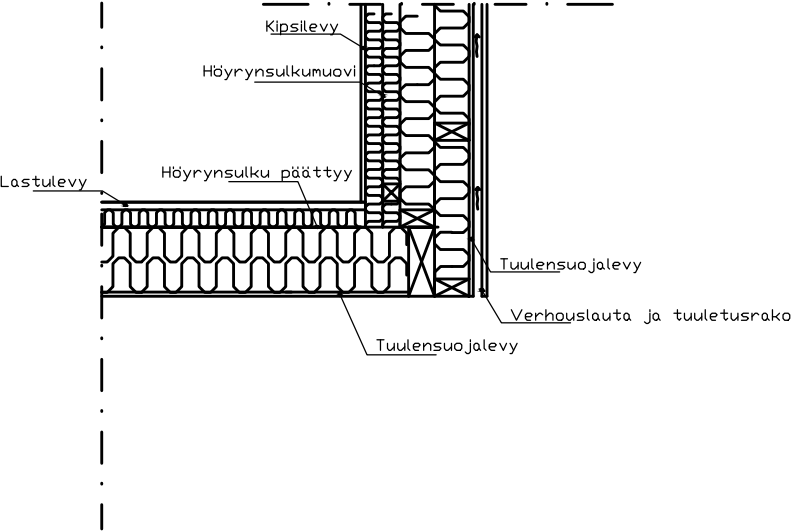 Kipsilevy
Höyrynsulkumuovi
Höyrynsulku päättyy
Lastulevy
Tuulensuojalevy
Verhouslauta ja tuuletusrako
Tuulensuojalevy